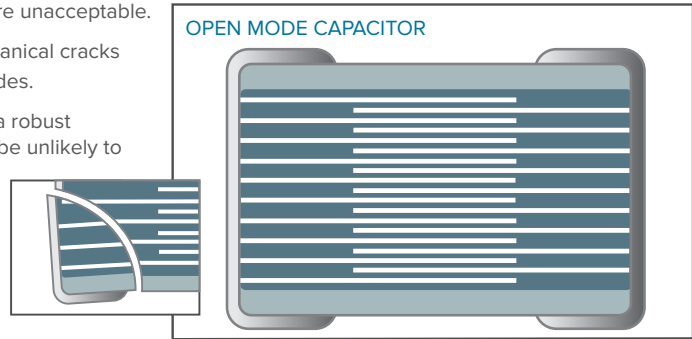 re unacceptable.
OPEN MODE CAPACITOR
anical cracks
des.
a robust
be unlikely to